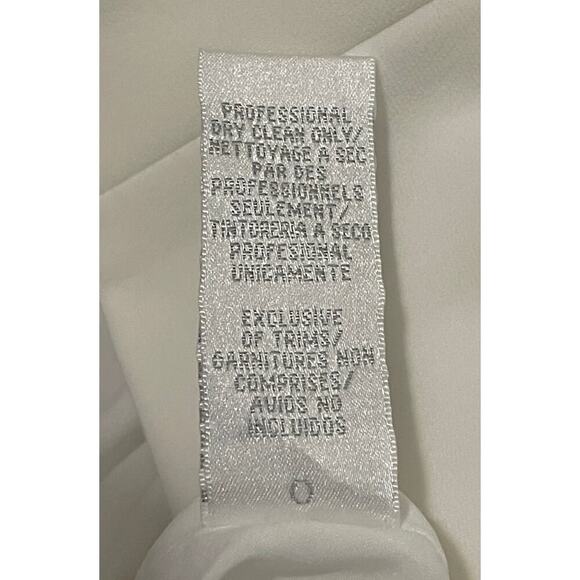 PROFESSIONAL
DRY CLEAN ONLY/
NETTOYAGE A SEC
PAR DES
PROFESSIONNELS
SEULEMENT/
TINTORERIA A SECO
PROFESIONAL
UNICAMENTE
EXCLUSIVE
OF TRIMS/
GARNITURES NON
COMPRISES/
AVIOS NO
INCLUIDOS
O